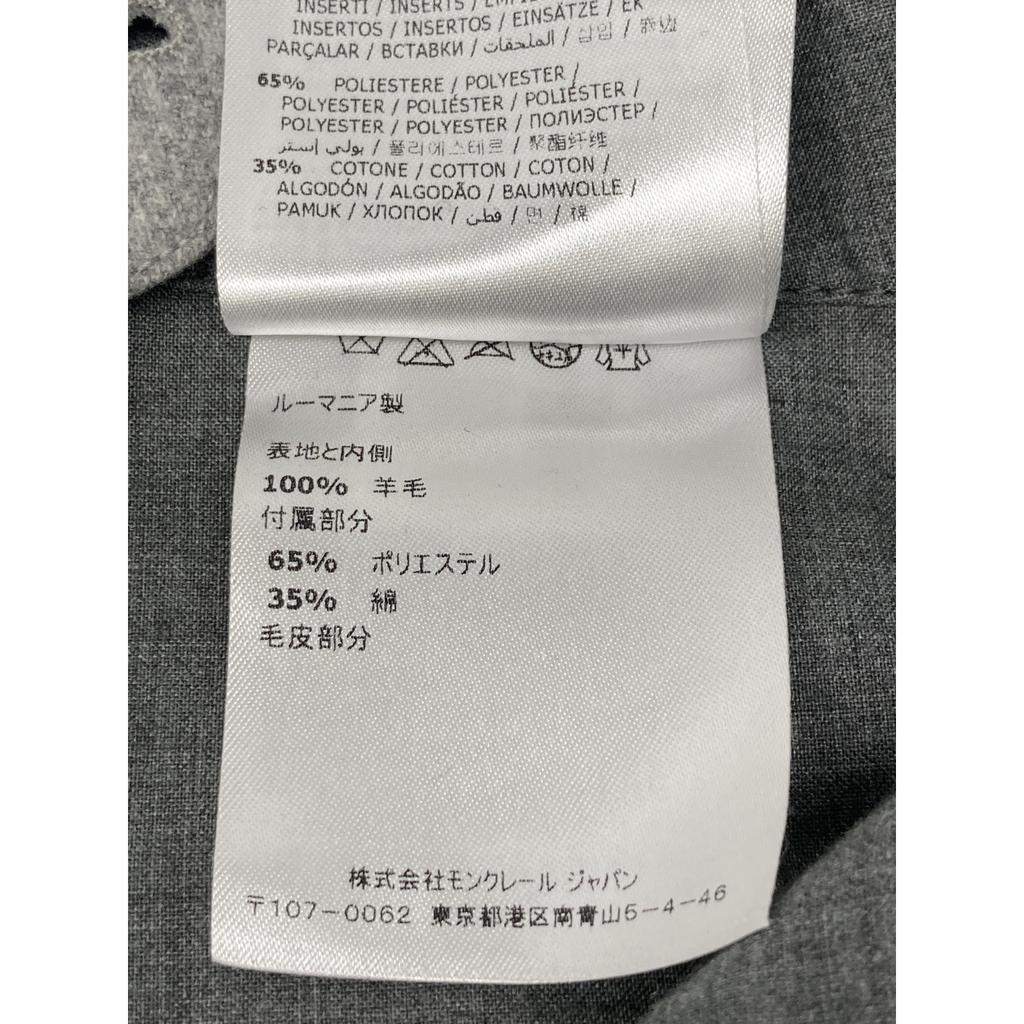 INSERTI / INSERTS /
INSERTOS / INSERTOS / EINSÄTZE / EK
PARÇALAR / ВСТАВКИ / الملحقات / 삽입 /
65% POLIESTERE / POLYESTER /
POLYESTER / POLIÉSTER / POLIÉSTER /
POLYESTER / POLYESTER / ПОЛИЭСТЕР /
بولي إستر / 폴리에스테르 / 聚酯纤维
35% COTONE / COTTON / COTON /
ALGODÓN / ALGODÃO / BAUMWOLLE /
PAMUK / ХЛОПОК / قطن / 면 / 棉
ルーマニア製
表地と内側
100% 羊毛
付属部分
65% ポリエステル
35% 綿
毛皮部分
株式会社モンクレール ジャパン
〒107-0062 東京都港区南青山5-4-46